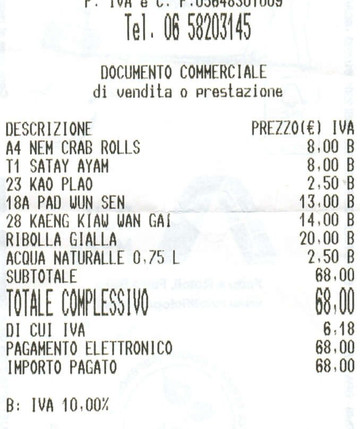 P. IVA e C. F.05648301009
Tel. 06 58203145
DOCUMENTO COMMERCIALE
di vendita o prestazione
DESCRIZIONE PREZZO(€) IVA
A4 NEM CRAB ROLLS 8,00 B
T1 SATAY AYAM 8,00 B
23 KAO PLAO 2,50 B
18A PAD WUN SEN 13,00 B
28 KAENG KIAW WAN GAI 14,00 B
RIBOLLA GIALLA 20,00 B
ACQUA NATURALLE 0,75 L 2,50 B
SUBTOTALE 68,00
TOTALE COMPLESSIVO 68,00
DI CUI IVA 6,18
PAGAMENTO ELETTRONICO 68,00
IMPORTO PAGATO 68,00
B: IVA 10,00%